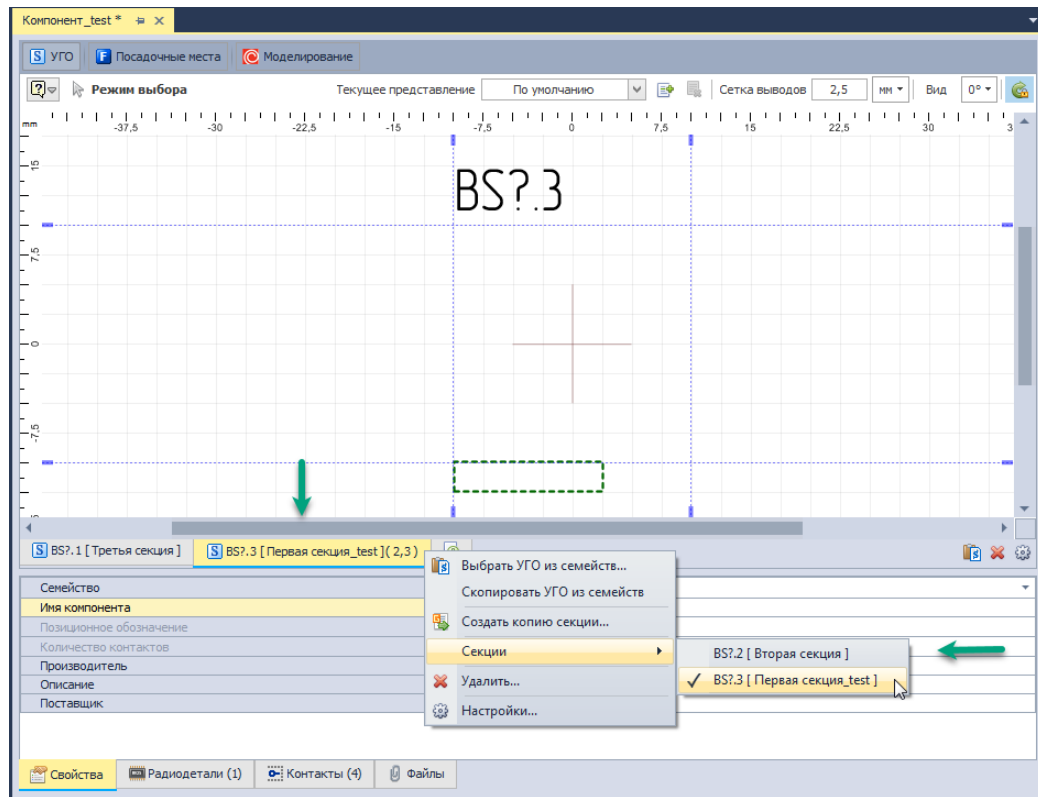 Компонент_test *
УГО Посадочные места Моделирование
Режим выбора Текущее представление По умолчанию Сетка выводов 2,5 мм Вид 0°
mm -37,5 -30 -22,5 -15 -7,5 0 7,5 15 22,5 30 3
15
7,5
0
-7,5
BS?.3
BS?.1 [ Третья секция ] BS?.3 [ Первая секция_test ]( 2,3 )
Семейство
Имя компонента
Позиционное обозначение
Количество контактов
Производитель
Описание
Поставщик
Выбрать УГО из семейств...
Скопировать УГО из семейств
Создать копию секции...
Секции
Удалить...
Настройки...
BS?.2 [ Вторая секция ]
BS?.3 [ Первая секция_test ]
Свойства Радиодетали (1) Контакты (4) Файлы